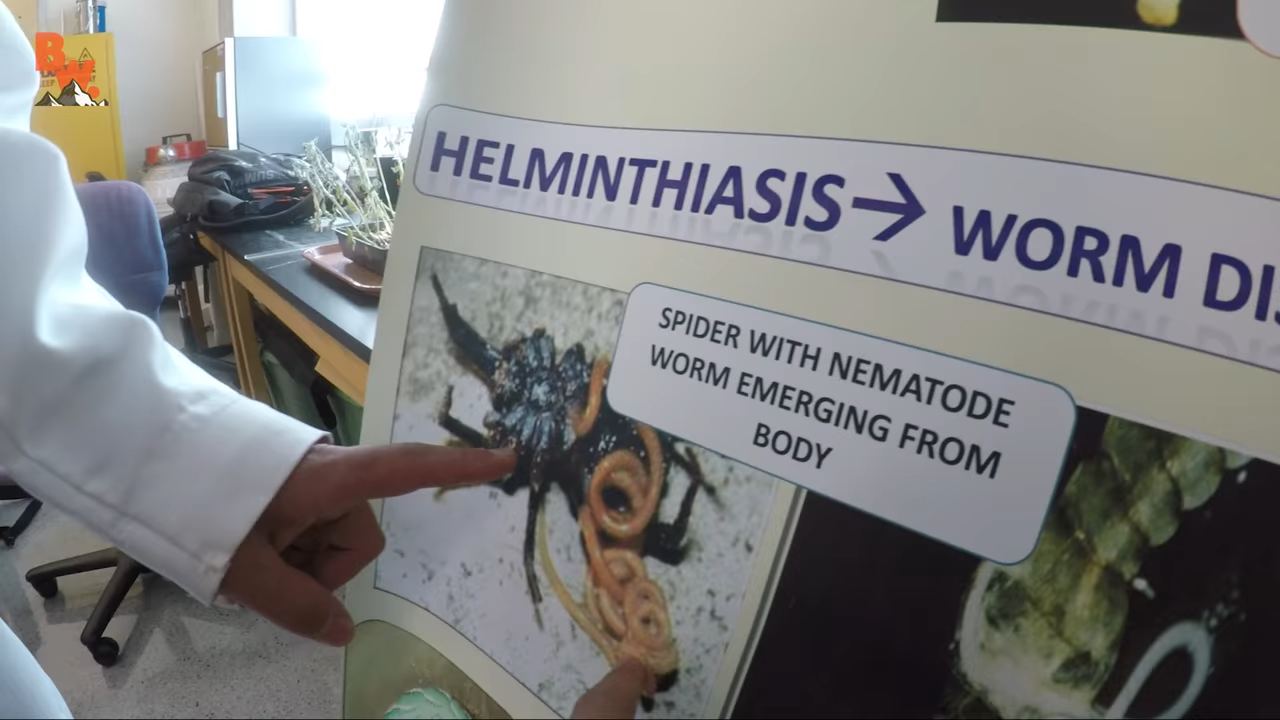 B
W.
HELMINTHIASIS→ WORM DI
SPIDER WITH NEMATODE
WORM EMERGING FROM
BODY